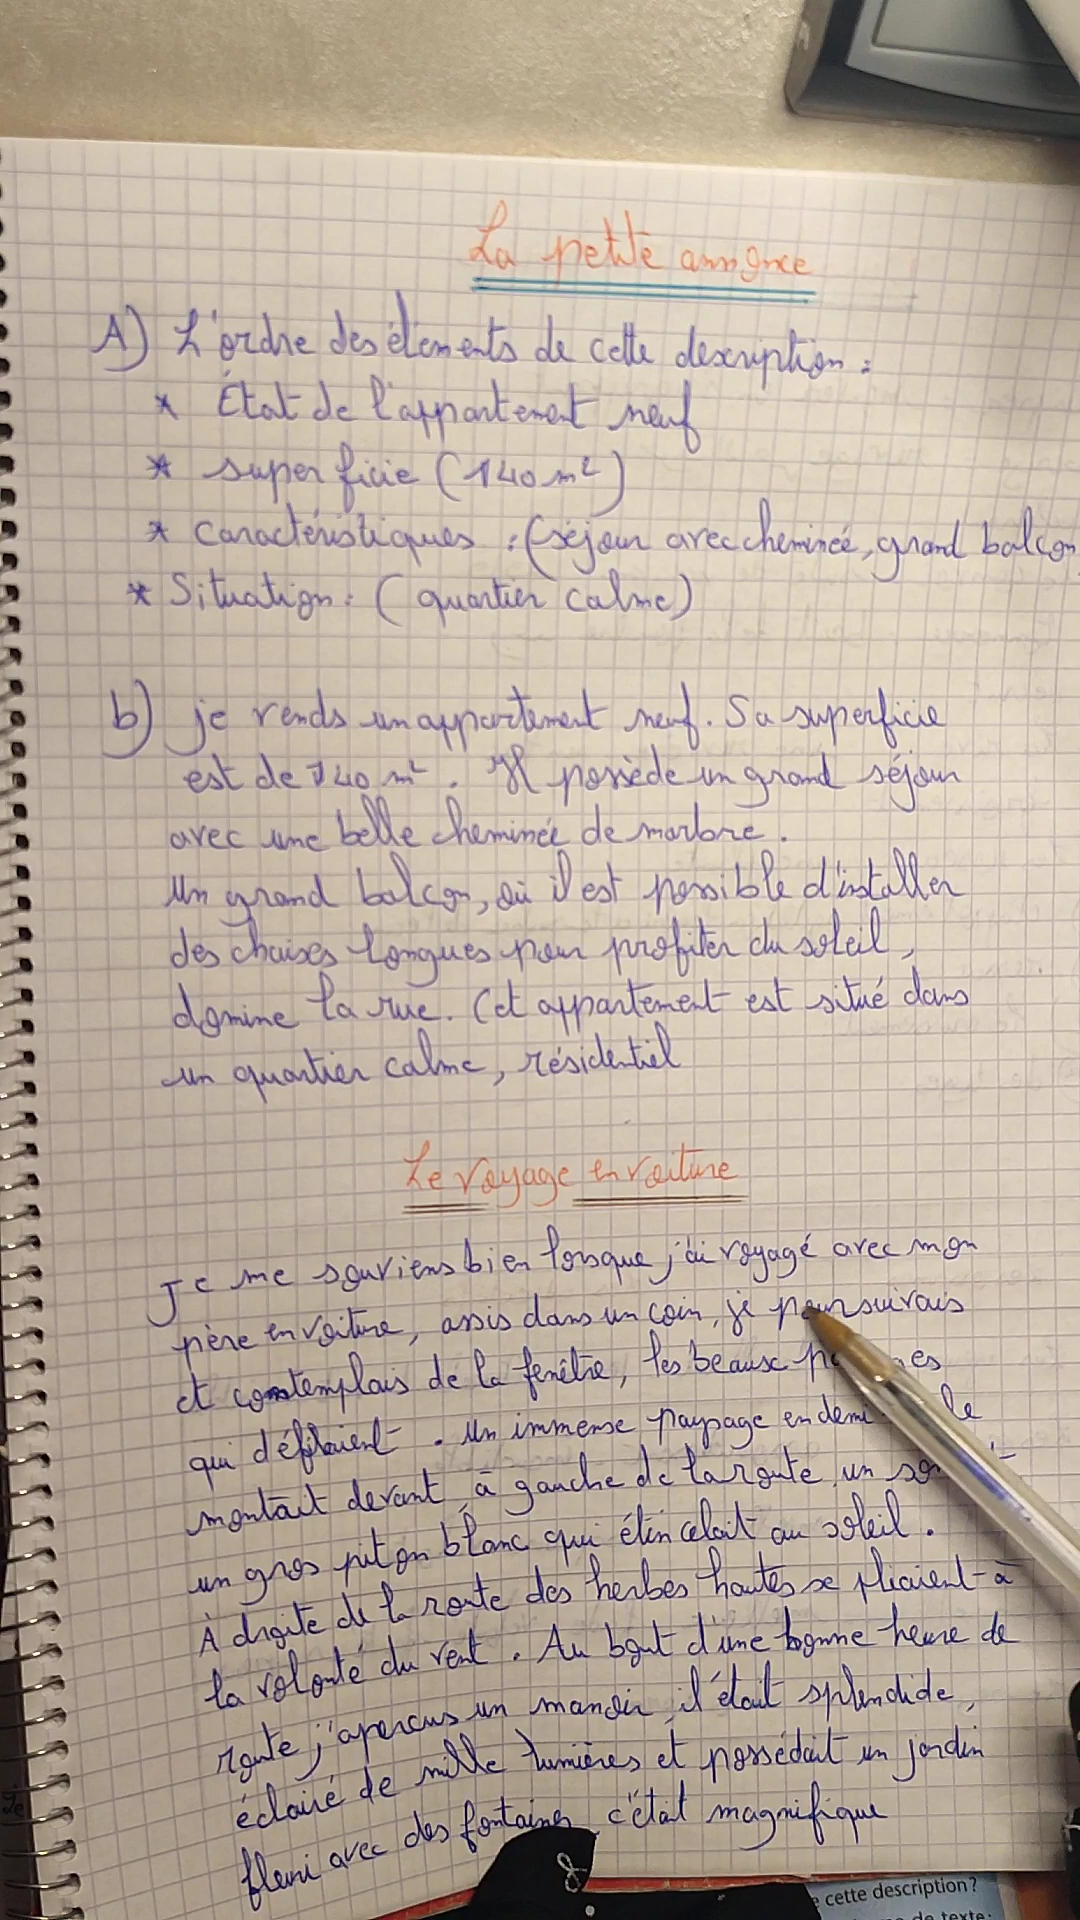 La petite annonce
A) L'ordre des éléments de cette description :
* État de l'appartement neuf
* superficie (140 m²)
* caractéristiques : (séjour avec cheminée, grand balcon
* Situation : ( quartier calme)
b) je vends un appartement neuf. Sa superficie
est de 140 m². Il possède un grand séjour
avec une belle cheminée de marbre.
Un grand balcon, où il est possible d'installer
des chaises longues pour profiter du soleil,
domine la rue. Cet appartement est situé dans
un quartier calme, résidentiel
Le voyage en voiture
Je me souviens bien lorsque j'ai voyagé avec mon
père en voiture, assis dans un coin, je poursuivais
et contemplais de la fenêtre, les beaux
qui défilaient. Un immense paysage en demi
montait devant, à gauche de la route, un
un gros piton blanc qui étincelait au soleil.
À droite de la route des herbes hautes se pliaient à
la volonté du vent. Au bout d'une bonne heure de
route, j'aperçus un manoir, il était splendide,
éclairé de mille lumières et possédait un jardin
fleuri avec des fontaines c'était magnifique
cette description?
de texte: